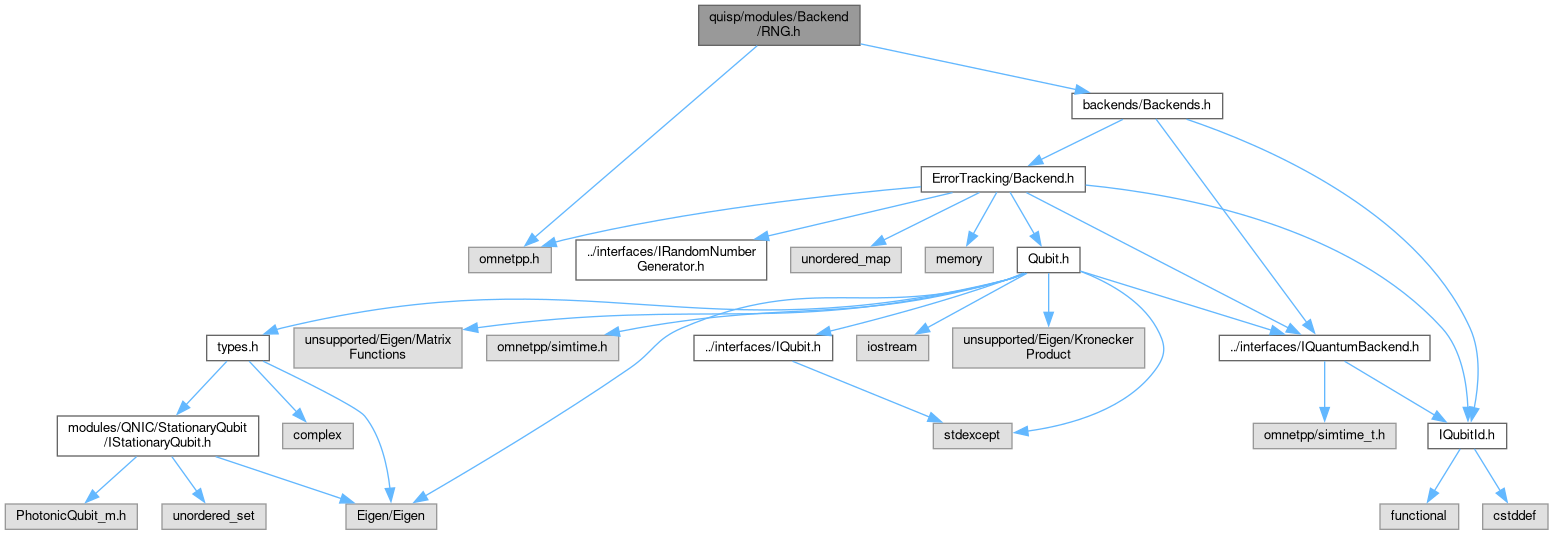 quisp/modules/Backend
/RNG.h
backends/Backends.h
ErrorTracking/Backend.h
omnetpp.h
../interfaces/IRandomNumber
Generator.h
unordered_map
memory
Qubit.h
types.h
unsupported/Eigen/Matrix
Functions
omnetpp/simtime.h
../interfaces/IQubit.h
iostream
unsupported/Eigen/Kronecker
Product
../interfaces/IQuantumBackend.h
modules/QNIC/StationaryQubit
/IStationaryQubit.h
complex
stdexcept
omnetpp/simtime_t.h
IQubitId.h
PhotonicQubit_m.h
unordered_set
Eigen/Eigen
functional
cstddef